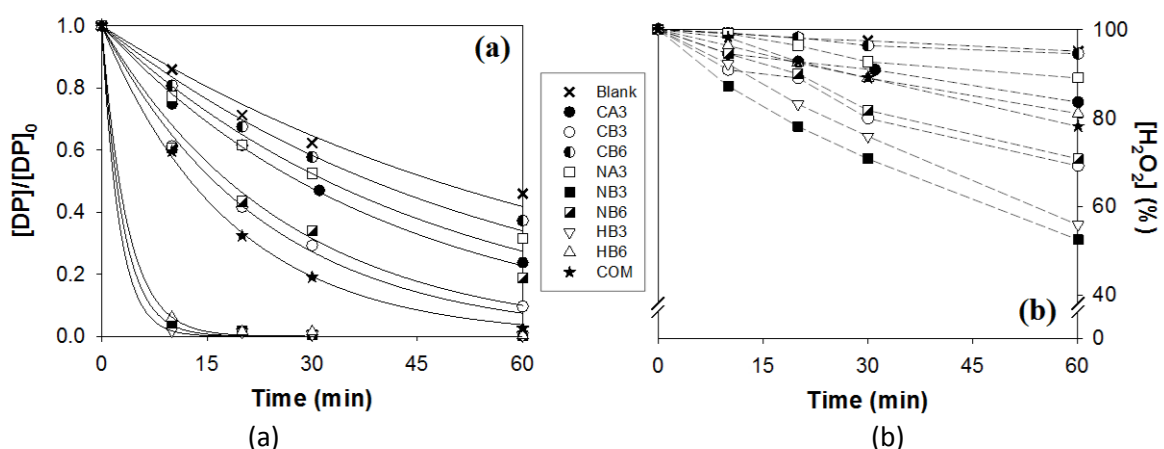 1.0
0.8
0.6
0.4
0.2
0.0
[DP]/[DP]₀
(a)
0
15
30
45
60
Time (min)
(a)
Blank
CA3
CB3
CB6
NA3
NB3
NB6
HB3
HB6
COM
100
80
60
40
0
[H₂O₂] (%)
(b)
0
15
30
45
60
Time (min)
(b)